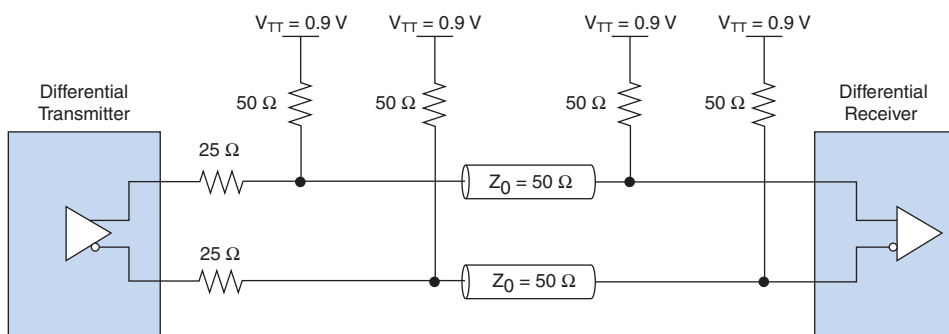 V_TT = 0.9 V V_TT = 0.9 V V_TT = 0.9 V V_TT = 0.9 V
Differential
Transmitter
50 Ω 50 Ω 50 Ω 50 Ω
Differential
Receiver
25 Ω
Z_0 = 50 Ω
25 Ω
Z_0 = 50 Ω